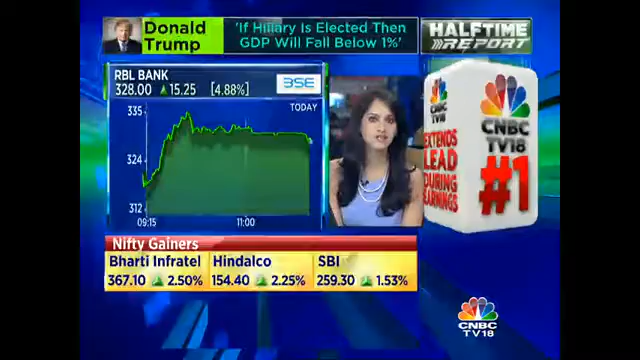 Donald
Trump
'If Hillary Is Elected Then
GDP Will Fall Below 1%'
HALFTIME
REPORT
RBL BANK
328.00 ▲ 15.25 [4.88%]
BSE
TODAY
335
324
312
09:15
11:00
CNBC
TV18
EXTENDS
LEAD
DURING
EARNINGS
#1
Nifty Gainers
Bharti Infratel
367.10 ▲ 2.50%
Hindalco
154.40 ▲ 2.25%
SBI
259.30 ▲ 1.53%
CNBC
TV18